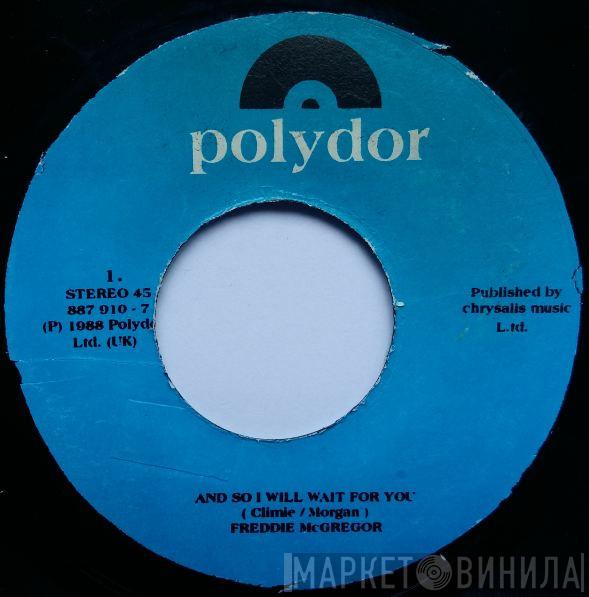 polydor
1.
STEREO 45
887 910 - 7
(P) 1988 Polydo
Ltd. (UK)
Published by
chrysalis music
L.td.
AND SO I WILL WAIT FOR YOU
( Climie / Morgan )
FREDDIE McGREGOR
МАРКЕТ ВИНИЛА